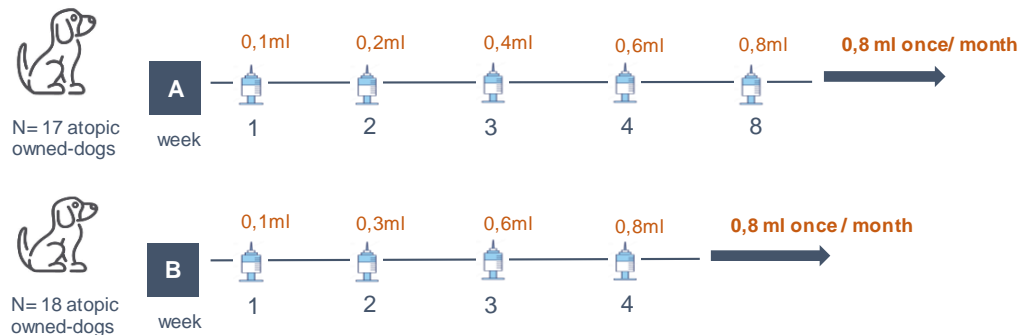 0,1ml 0,2ml 0,4ml 0,6ml 0,8ml 0,8 ml once/ month
A
N= 17 atopic
owned-dogs
week 1 2 3 4 8
0,1ml 0,3ml 0,6ml 0,8ml 0,8 ml once / month
B
N= 18 atopic
owned-dogs
week 1 2 3 4